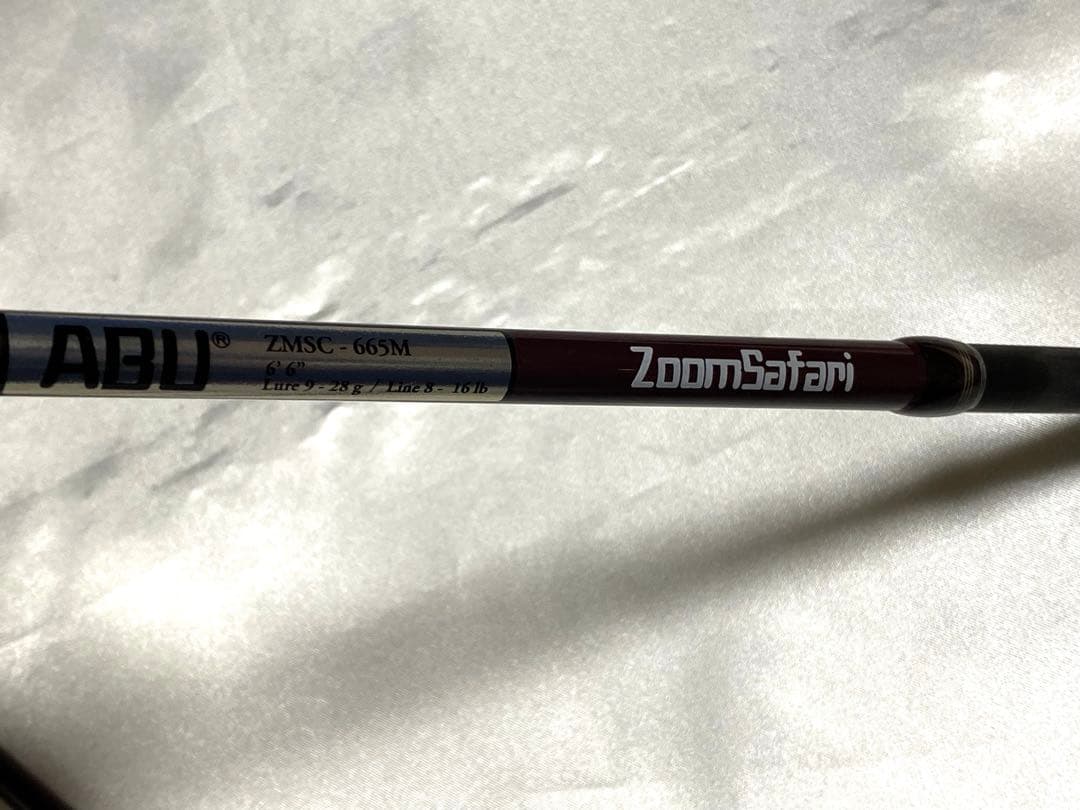 ABU®
ZMSC - 665M
6' 6"
Lure 9 - 28 g / Line 8 - 16 lb
ZoomSafari